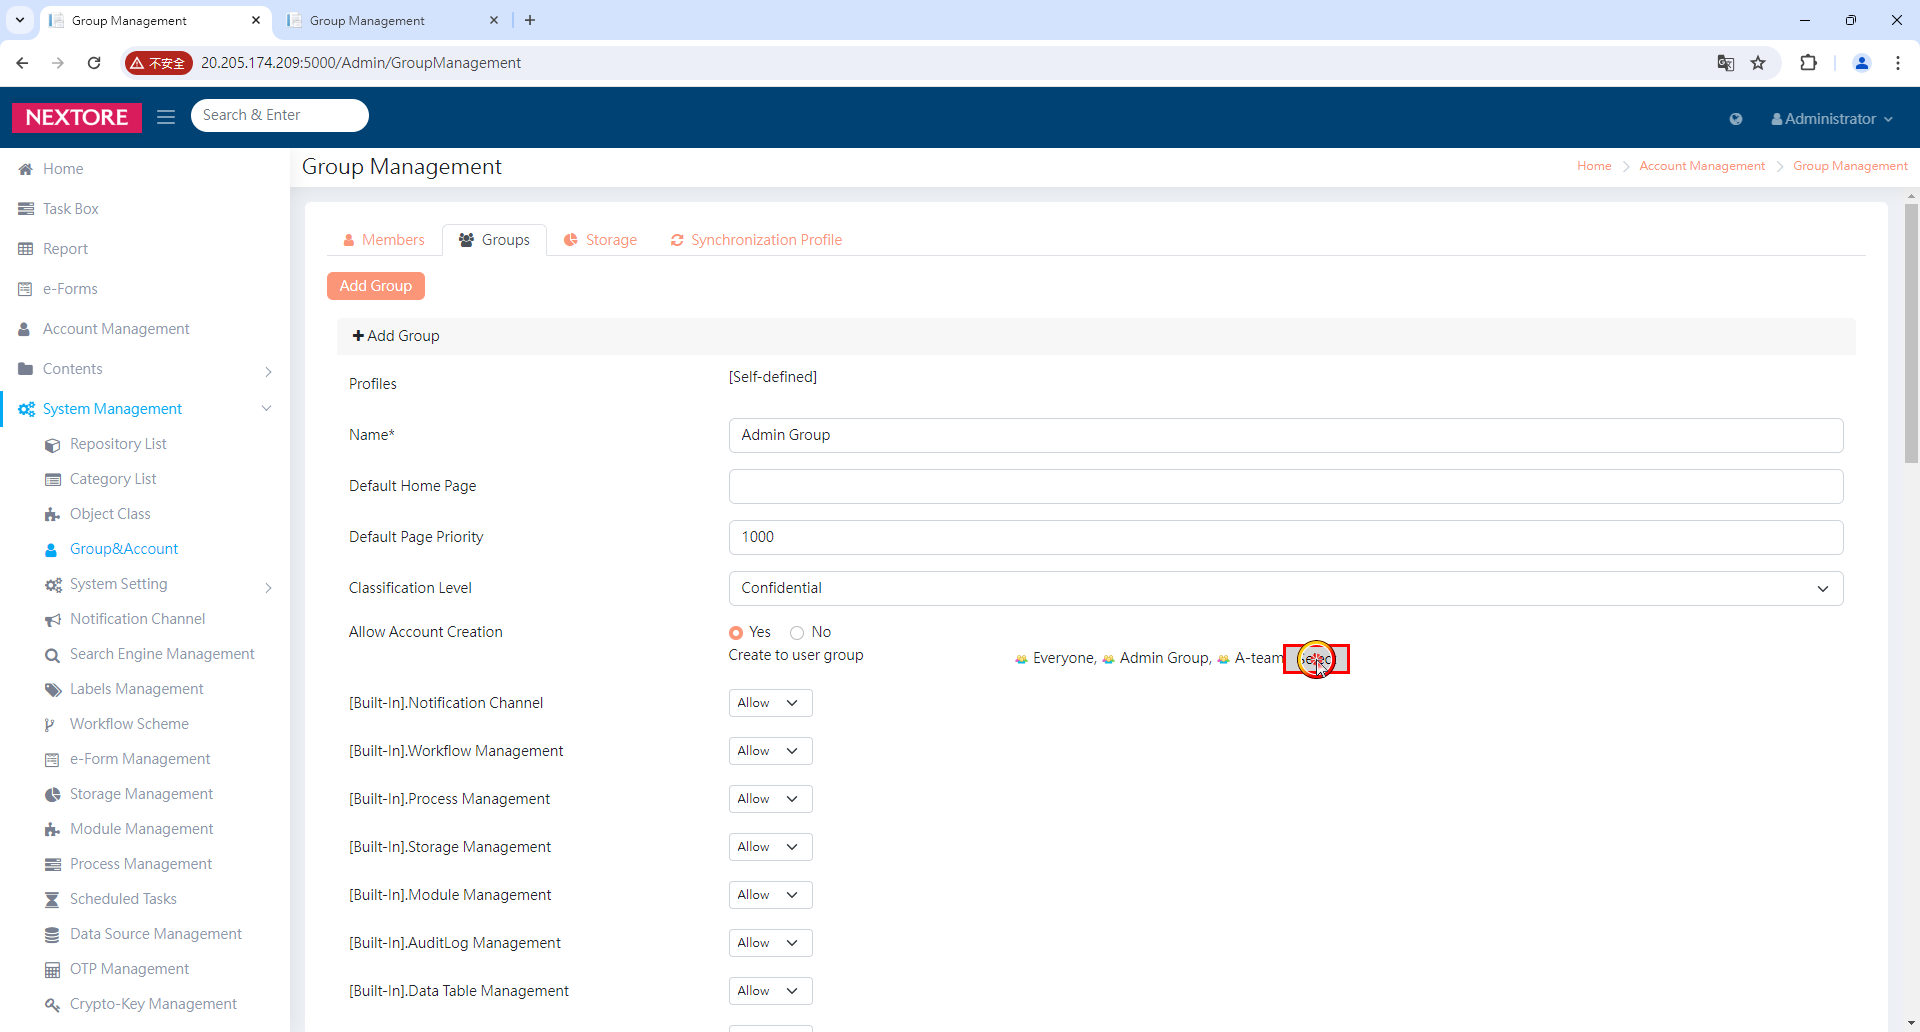 Group Management
Group Management
不安全
20.205.174.209:5000/Admin/GroupManagement
NEXTORE
Search & Enter
Administrator
Home
Task Box
Report
e-Forms
Account Management
Contents
System Management
Repository List
Category List
Object Class
Group&Account
System Setting
Notification Channel
Search Engine Management
Labels Management
Workflow Scheme
e-Form Management
Storage Management
Module Management
Process Management
Scheduled Tasks
Data Source Management
OTP Management
Crypto-Key Management
Group Management
Home > Account Management > Group Management
Members
Groups
Storage
Synchronization Profile
Add Group
Add Group
Profiles
[Self-defined]
Name*
Admin Group
Default Home Page
Default Page Priority
1000
Classification Level
Confidential
Allow Account Creation
Yes
No
Create to user group
Everyone, Admin Group, A-team
Select
[Built-In].Notification Channel
Allow
[Built-In].Workflow Management
Allow
[Built-In].Process Management
Allow
[Built-In].Storage Management
Allow
[Built-In].Module Management
Allow
[Built-In].AuditLog Management
Allow
[Built-In].Data Table Management
Allow